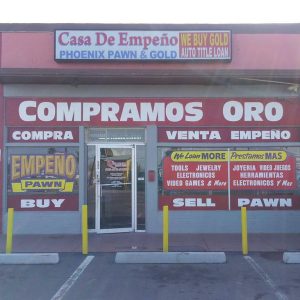 Casa De Empeño
PHOENIX PAWN & GOLD
WE BUY GOLD
AUTO TITLE LOAN
COMPRAMOS ORO
COMPRA
VENTA EMPEÑO
EMPEÑO
PAWN
We Loan MORE
TOOLS JEWELRY
ELECTRONICOS
VIDEO GAMES & More
Prestamos MAS
JOYERIA VIDEO JUEGOS
HERRAMIENTAS
ELECTRONICOS Y MAS
BUY
SELL PAWN